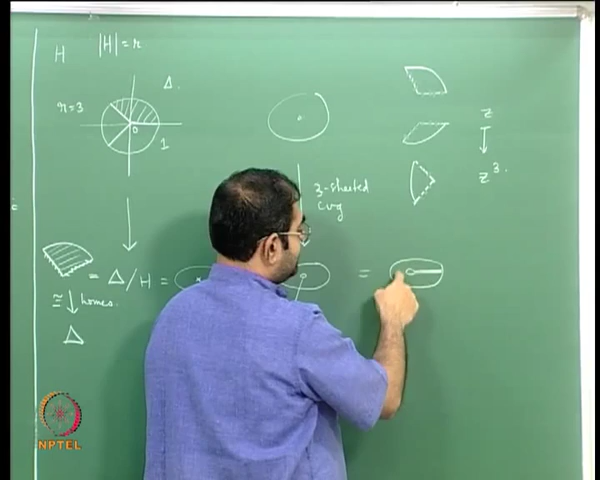 H |H| = r
Δ
r=3
0
1
3-sheeted
cvg
z
z³.
= Δ/H =
=
≅ ↓ homeo.
Δ
NPTEL